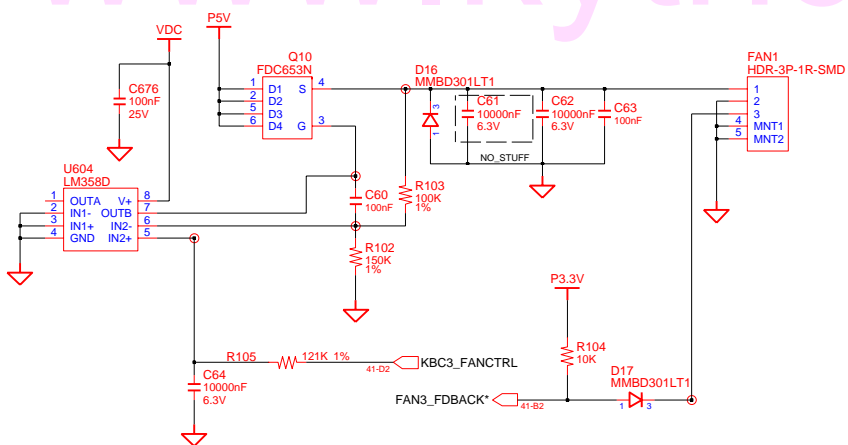 VDC
P5V
C676
100nF
25V
Q10
FDC653N
1 D1 S 4
2 D2
5 D3
6 D4 G 3
D16
MMBD301LT1
3
1
C61
10000nF
6.3V
NO_STUFF
C62
10000nF
6.3V
C63
100nF
FAN1
HDR-3P-1R-SMD
1
2
3
4 MNT1
5 MNT2
U604
LM358D
1 OUTA V+ 8
2 IN1- OUTB 7
3 IN1+ IN2- 6
4 GND IN2+ 5
C60
100nF
R103
100K
1%
R102
150K
1%
P3.3V
R104
10K
R105 121K 1%
41-D2
KBC3_FANCTRL
C64
10000nF
6.3V
D17
MMBD301LT1
1 3
FAN3_FDBACK*
41-B2